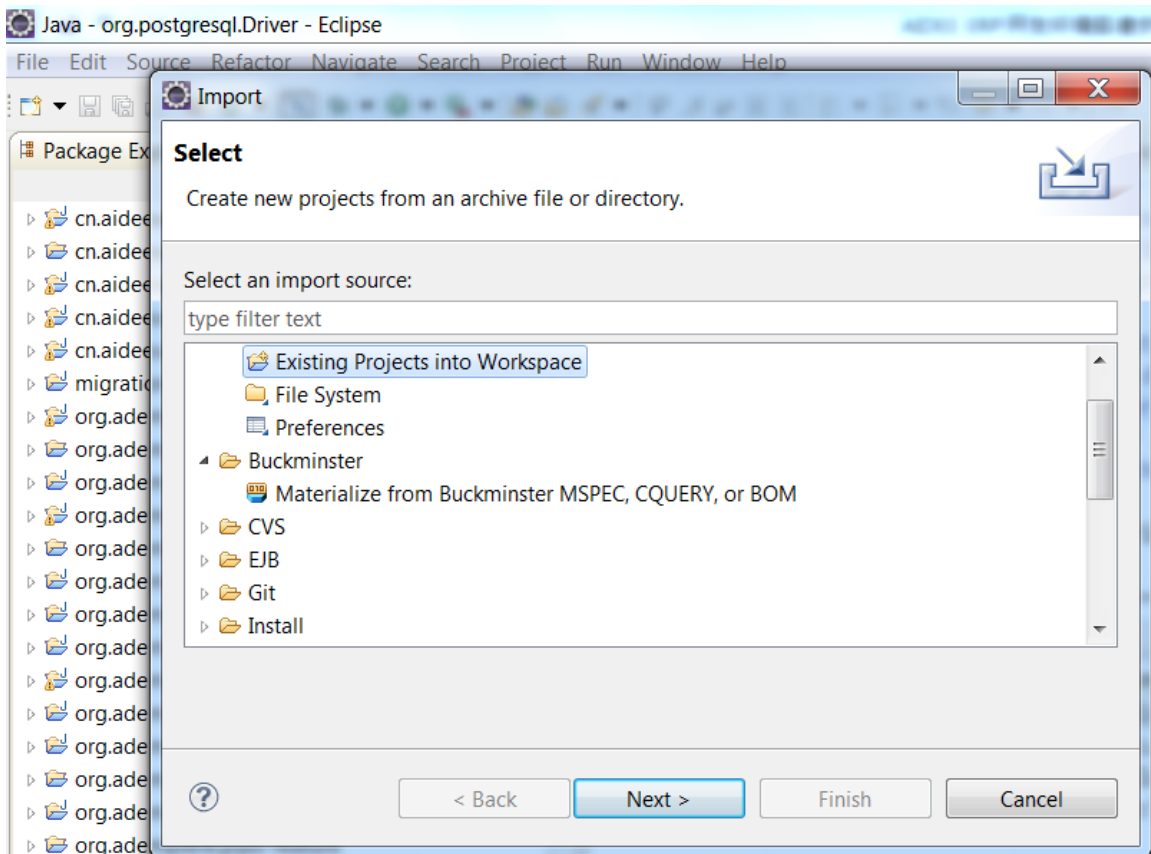 Java - org.postgresql.Driver - Eclipse
File Edit Source Refactor Navigate Search Project Run Window Help
Import
Package Ex
Select
Create new projects from an archive file or directory.
cn.aidee
cn.aidee
cn.aidee
cn.aidee
cn.aidee
migratio
org.ade
org.ade
org.ade
org.ade
org.ade
org.ade
org.ade
org.ade
org.ade
org.ade
org.ade
org.ade
org.ade
org.ade
Select an import source:
type filter text
Existing Projects into Workspace
File System
Preferences
Buckminster
Materialize from Buckminster MSPEC, CQUERY, or BOM
CVS
EJB
Git
Install
< Back Next > Finish Cancel